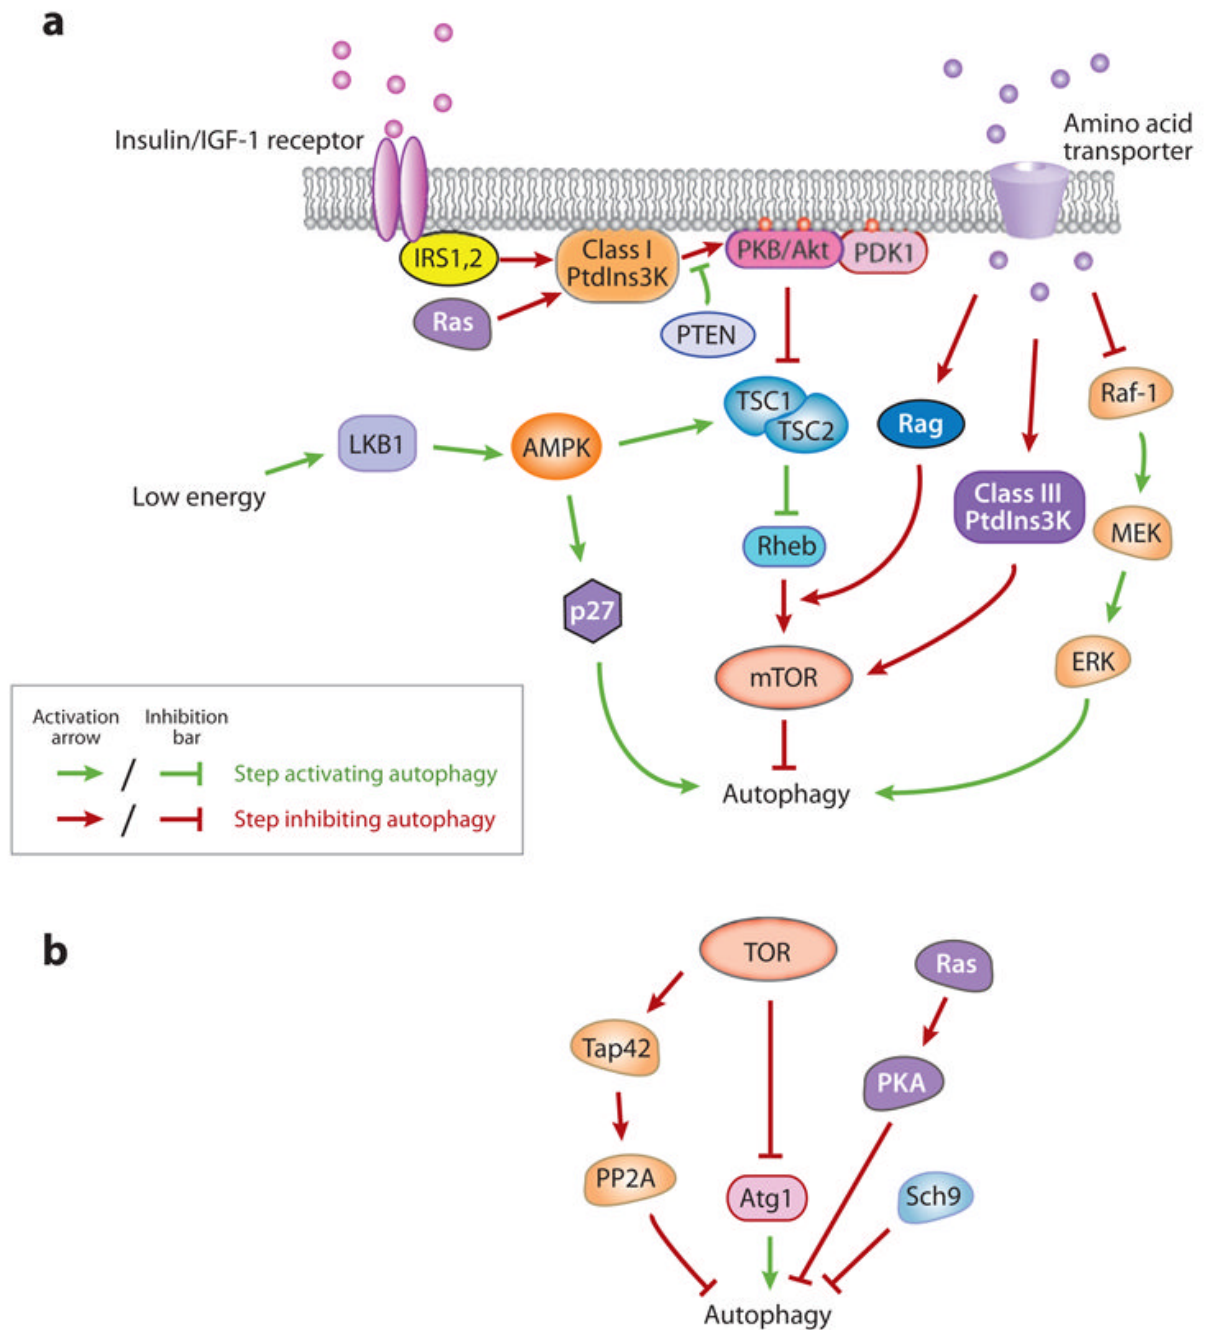 a
Insulin/IGF-1 receptor
Amino acid
transporter
IRS1,2
Class I
PtdIns3K
PKB/Akt
PDK1
Ras
PTEN
TSC1
TSC2
Rag
Raf-1
LKB1
AMPK
Low energy
Class III
PtdIns3K
MEK
Rheb
p27
mTOR
ERK
Activation
arrow
Inhibition
bar
/
Step activating autophagy
/
Step inhibiting autophagy
Autophagy
b
TOR
Ras
Tap42
PKA
PP2A
Atg1
Sch9
Autophagy